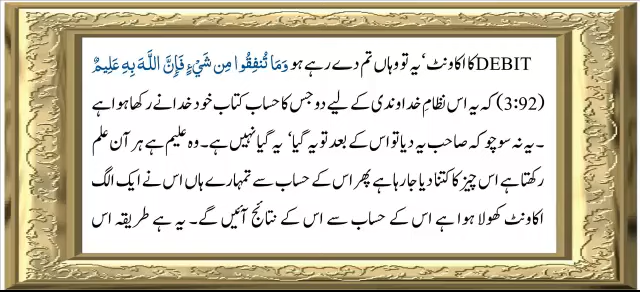 DEBIT کا اکاونٹ‘ یہ تو وہاں تم دے رہے ہو وَمَا تُنفِقُوا مِن شَيْءٍ فَإِنَّ اللَّهَ بِهِ عَلِيمٌ
(3:92) کہ یہ اس نظامِ خداوندی کے لیے دو جس کا حساب کتاب خود خدا نے رکھا ہوا ہے
۔ یہ نہ سوچو کہ صاحب یہ دیا تو اس کے بعد تو یہ گیا‘ یہ گیا نہیں ہے۔ وہ علیم ہے ہر آن علم
رکھتا ہے اس چیز کا کتنا دیا جا رہا ہے پھر اس کے حساب سے تمہارے ہاں اس نے ایک الگ
اکاونٹ کھولا ہوا ہے اس کے حساب سے اس کے نتائج آئیں گے۔ یہ ہے طریقہ اس